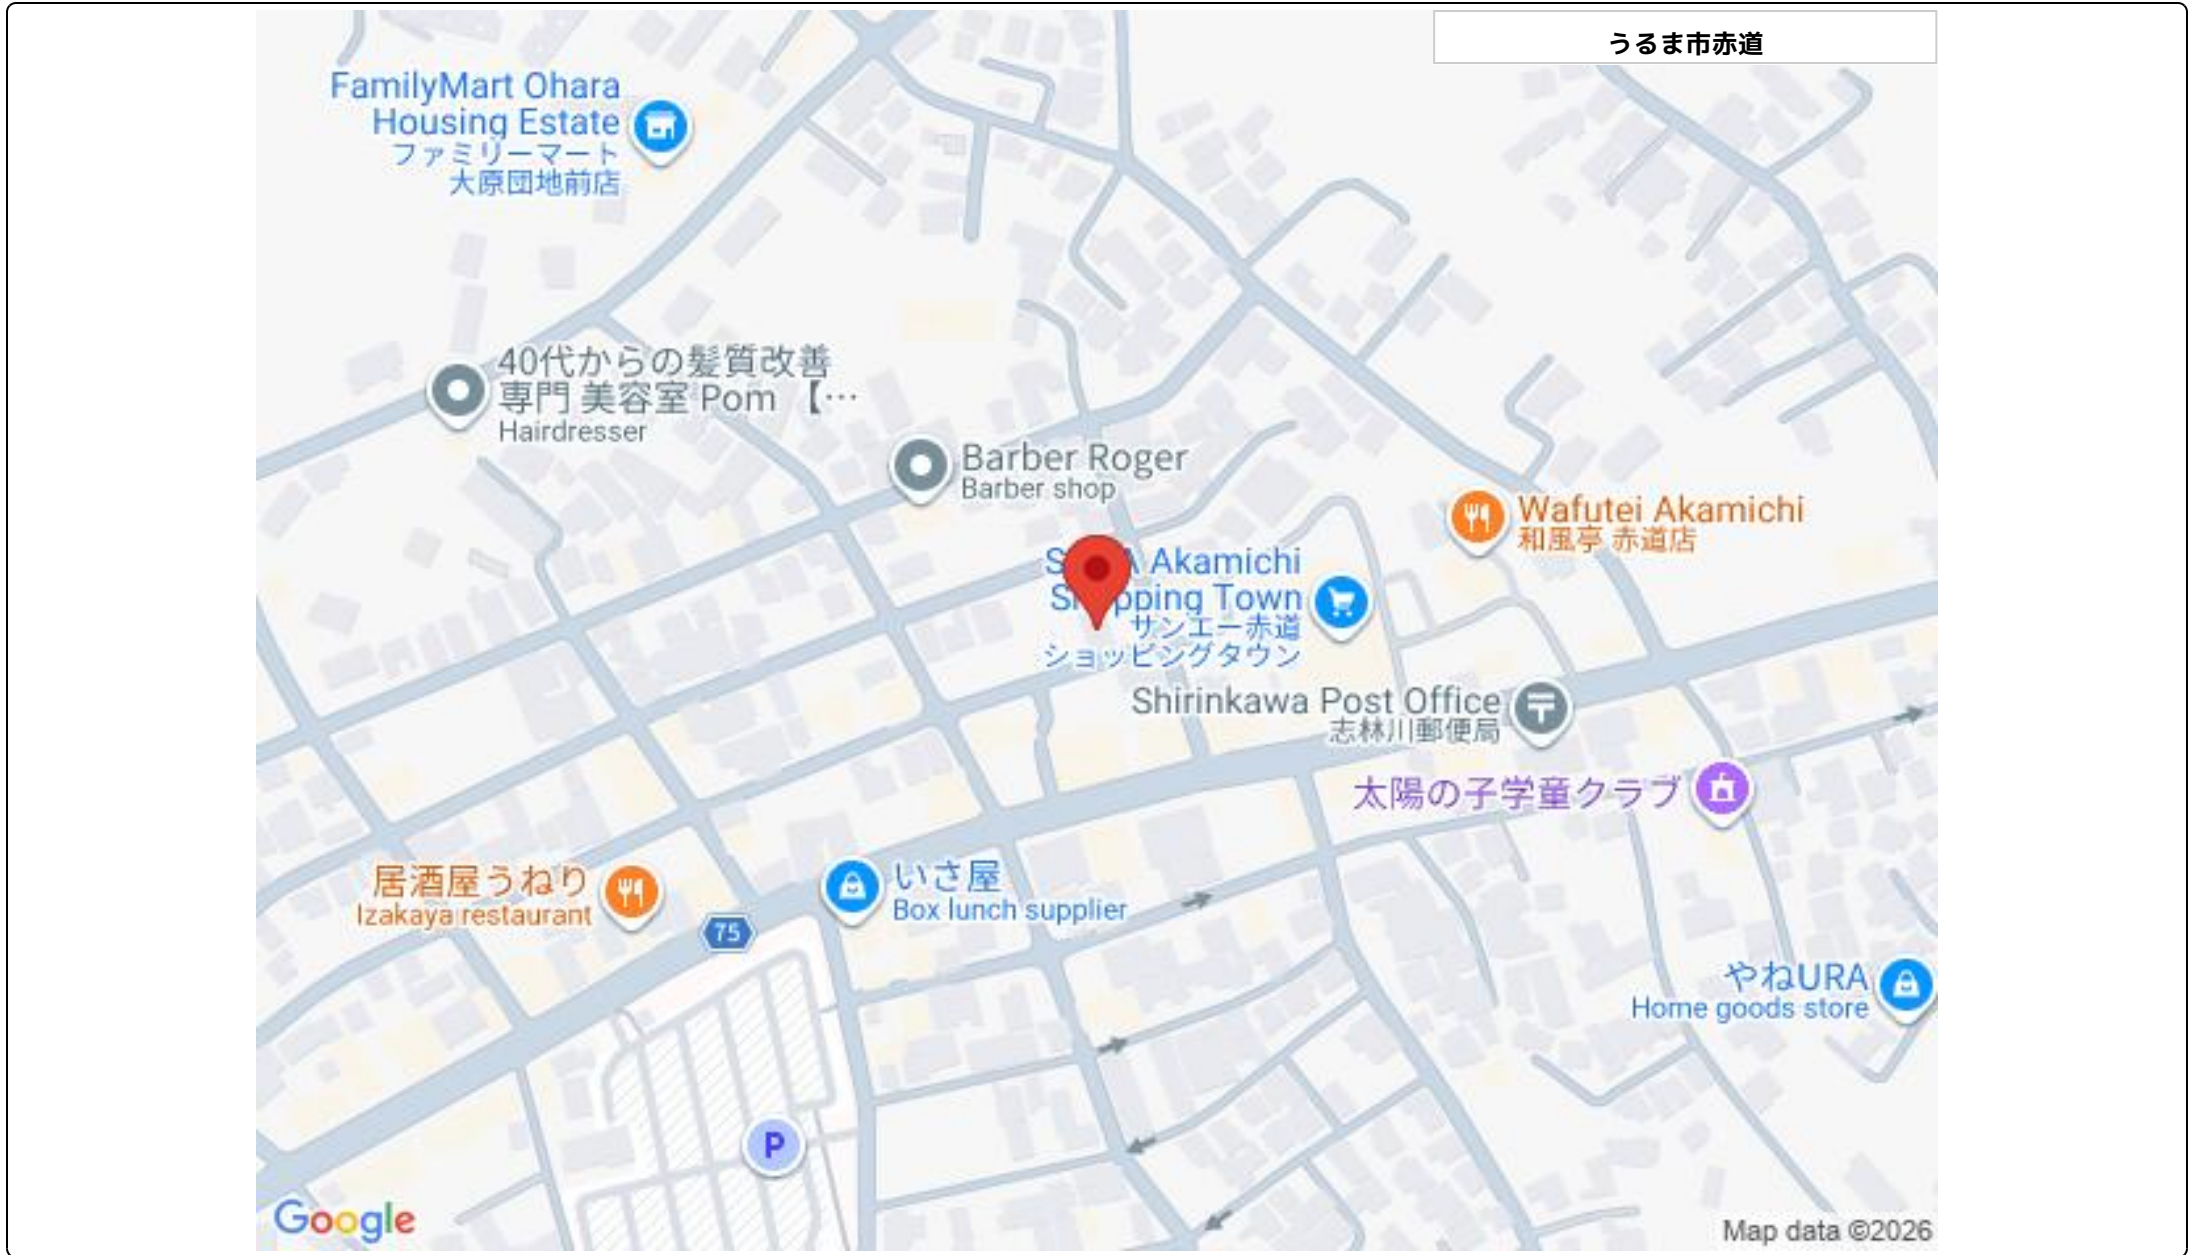 うるま市赤道
FamilyMart Ohara
Housing Estate
ファミリーマート
大原団地前店
40代からの髪質改善
専門 美容室 Pom 【…
Hairdresser
Barber Roger
Barber shop
Wafutei Akamichi
和風亭 赤道店
Akamichi
Town
サンエー赤道
ショッピングタウン
Shirinkawa Post Office
志林川郵便局
太陽の子学童クラブ
居酒屋うねり
Izakaya restaurant
いさ屋
Box lunch supplier
75
やねURA
Home goods store
P
Google
Map data ©2026